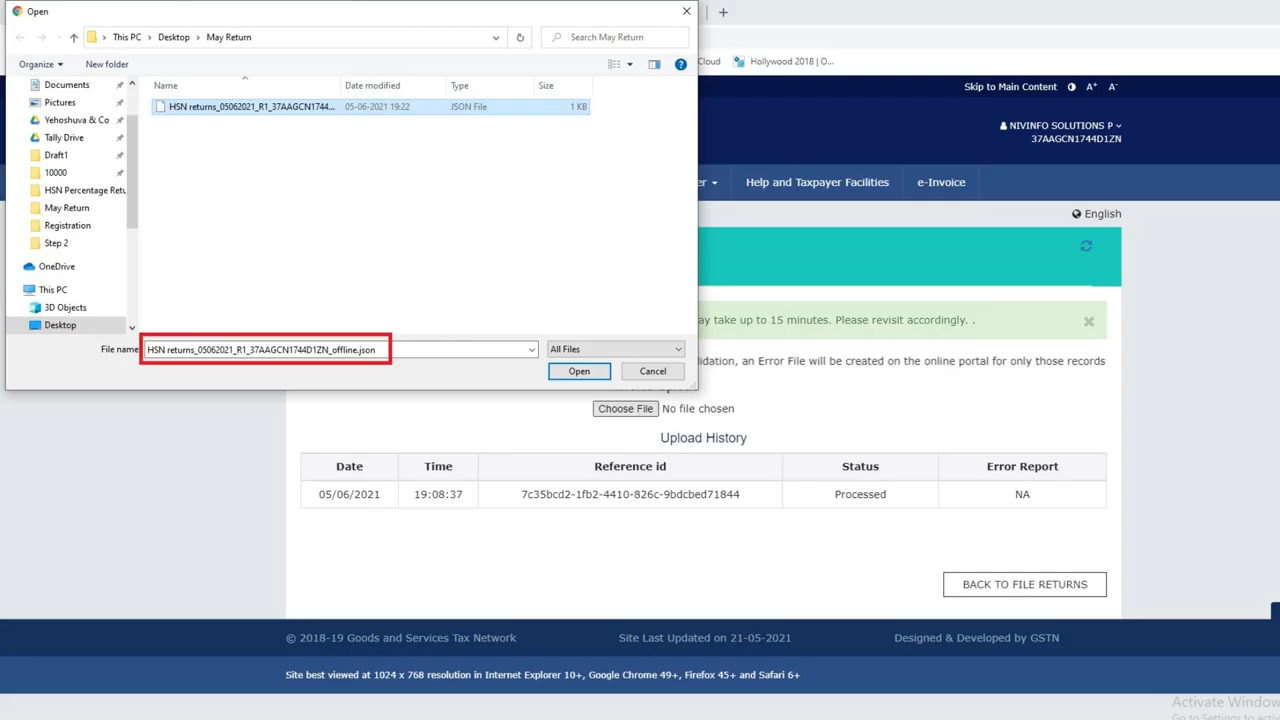 Open
This PC > Desktop > May Return
Search May Return
Organize
New folder
Name
Date modified
Type
Size
HSN returns_05062021_R1_37AAGCN1744...
05-06-2021 19:22
JSON File
1 KB
Documents
Pictures
Yehoshuva & Co
Tally Drive
Draft1
10000
HSN Percentage Retu
May Return
Registration
Step 2
OneDrive
This PC
3D Objects
Desktop
File name
HSN returns_05062021_R1_37AAGCN1744D1ZN_offline.json
All Files
Open
Cancel
Cloud
Hollywood 2018 | O...
Skip to Main Content
A+
A-
NIVINFO SOLUTIONS P
37AAGCN1744D1ZN
er
Help and Taxpayer Facilities
e-Invoice
English
ay take up to 15 minutes. Please revisit accordingly. .
idation, an Error File will be created on the online portal for only those records
Choose File No file chosen
Upload History
Date
Time
Reference id
Status
Error Report
05/06/2021
19:08:37
7c35bcd2-1fb2-4410-826c-9bdcbed71844
Processed
NA
BACK TO FILE RETURNS
© 2018-19 Goods and Services Tax Network
Site Last Updated on 21-05-2021
Designed & Developed by GSTN
Site best viewed at 1024 x 768 resolution in Internet Explorer 10+, Google Chrome 49+, Firefox 45+ and Safari 6+
Activate Window
Go to Settings to acti